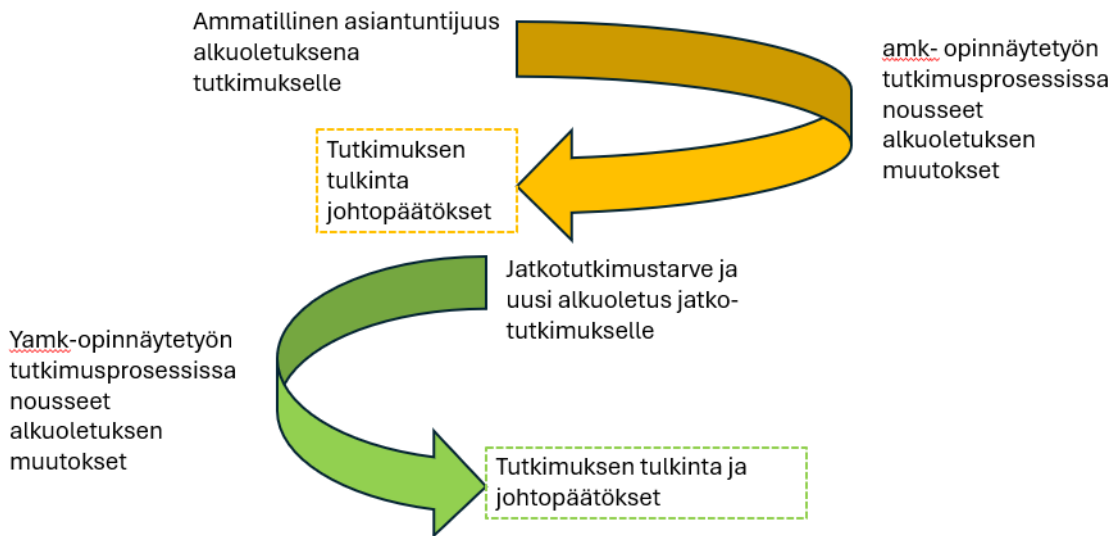 Ammatillinen asiantuntijuus
alkuoletuksena
tutkimukselle
amk- opinnäytetyön
tutkimusprosessissa
nousseet
alkuoletuksen
muutokset
Tutkimuksen
tulkinta
johtopäätökset
Jatkotutkimustarve ja
uusi alkuoletus jatko-
tutkimukselle
Yamk-opinnäytetyön
tutkimusprosessissa
nousseet
alkuoletuksen
muutokset
Tutkimuksen tulkinta ja
johtopäätökset